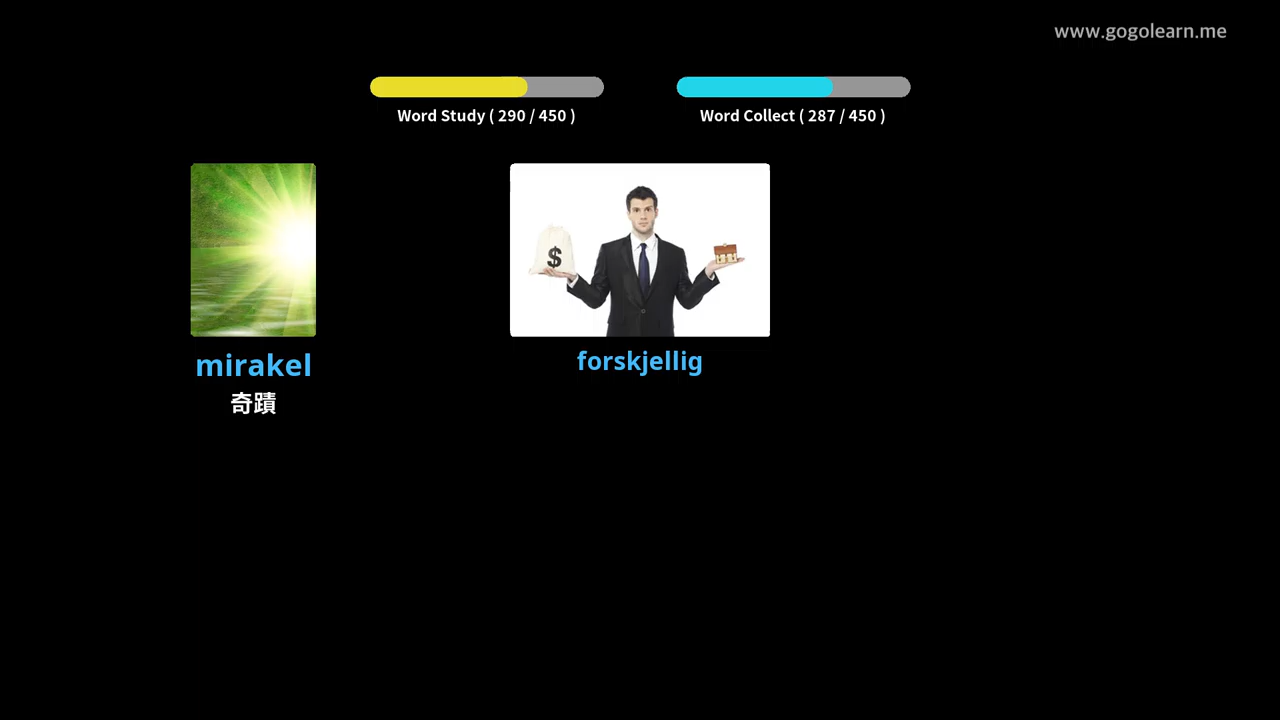 www.gogolearn.me
Word Study ( 290 / 450 )
Word Collect ( 287 / 450 )
$
mirakel
奇蹟
forskjellig